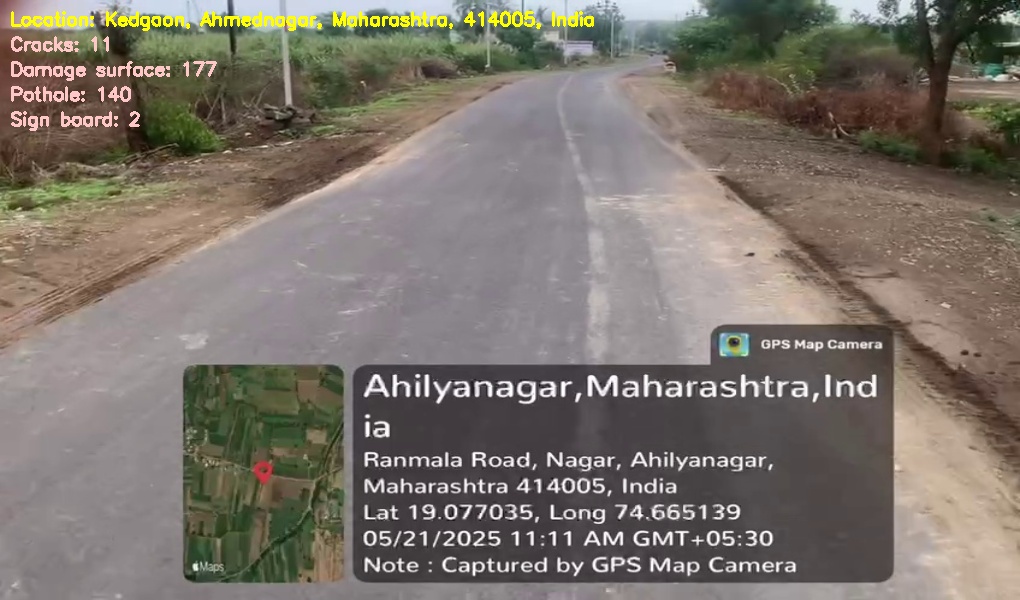 Location: Kedgaon, Ahmednagar, Maharashtra, 414005, India
Cracks: 11
Damage surface: 177
Pothole: 140
Sign board: 2
GPS Map Camera
Ahilyanagar,Maharashtra,Ind
ia
Ranmala Road, Nagar, Ahilyanagar,
Maharashtra 414005, India
Lat 19.077035, Long 74.665139
05/21/2025 11:11 AM GMT+05:30
Note : Captured by GPS Map Camera
Maps